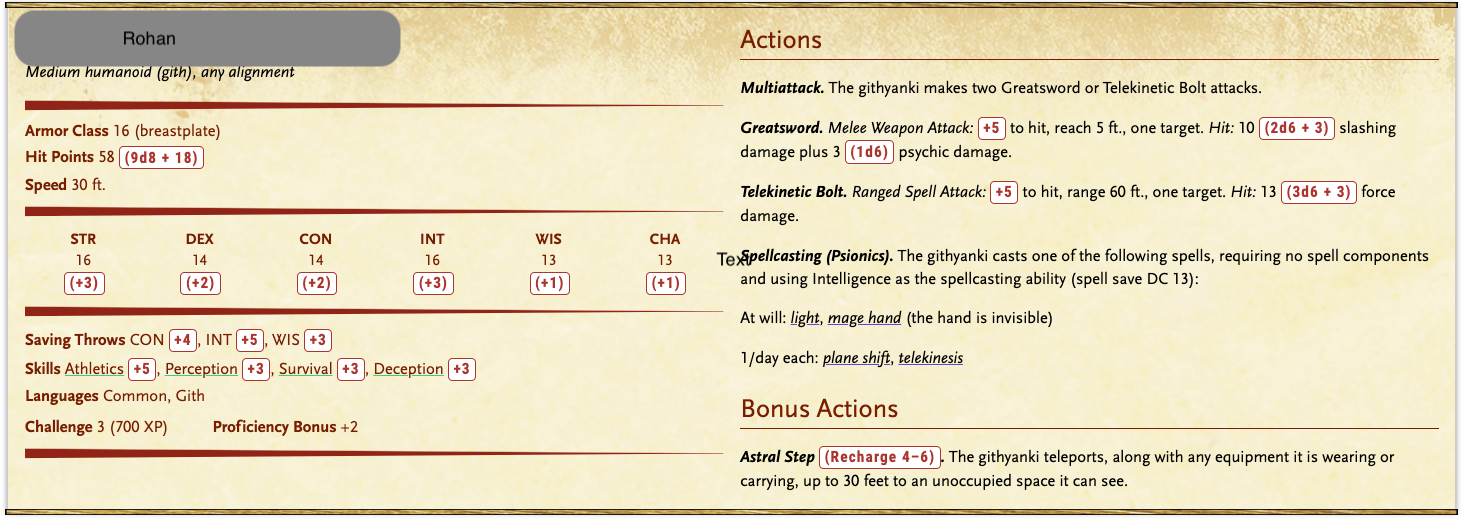 Rohan
Medium humanoid (gith), any alignment
Armor Class 16 (breastplate)
Hit Points 58 (9d8 + 18)
Speed 30 ft.
STR DEX CON INT WIS CHA
16 14 14 16 13 13
(+3) (+2) (+2) (+3) (+1) (+1)
Saving Throws CON +4, INT +5, WIS +3
Skills Athletics +5, Perception +3, Survival +3, Deception +3
Languages Common, Gith
Challenge 3 (700 XP) Proficiency Bonus +2
Actions
Multiattack. The githyanki makes two Greatsword or Telekinetic Bolt attacks.
Greatsword. Melee Weapon Attack: +5 to hit, reach 5 ft., one target. Hit: 10 (2d6 + 3) slashing
damage plus 3 (1d6) psychic damage.
Telekinetic Bolt. Ranged Spell Attack: +5 to hit, range 60 ft., one target. Hit: 13 (3d6 + 3) force
damage.
Text
Spellcasting (Psionics). The githyanki casts one of the following spells, requiring no spell components
and using Intelligence as the spellcasting ability (spell save DC 13):
At will: light, mage hand (the hand is invisible)
1/day each: plane shift, telekinesis
Bonus Actions
Astral Step (Recharge 4–6). The githyanki teleports, along with any equipment it is wearing or
carrying, up to 30 feet to an unoccupied space it can see.